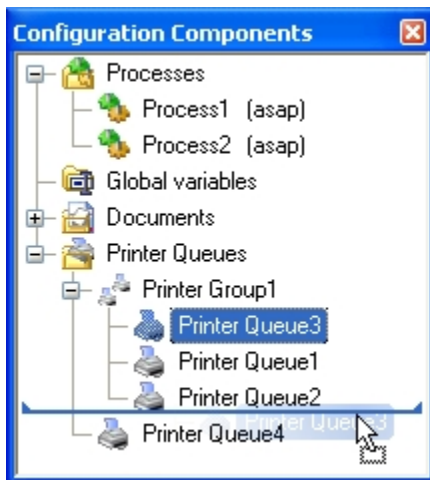 Configuration Components
Processes
Process1 (asap)
Process2 (asap)
Global variables
Documents
Printer Queues
Printer Group1
Printer Queue3
Printer Queue1
Printer Queue2
Printer Queue3
Printer Queue4